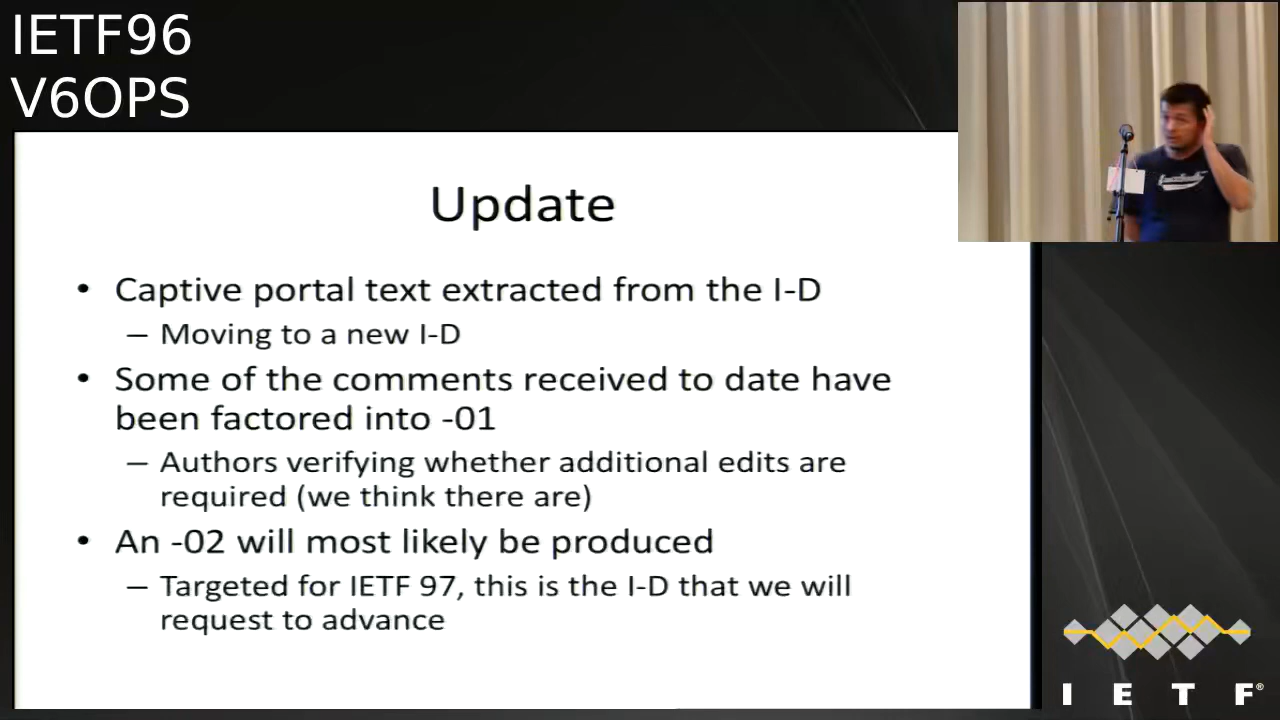 IETF96
V6OPS
Update
• Captive portal text extracted from the I-D
– Moving to a new I-D
• Some of the comments received to date have
been factored into -01
– Authors verifying whether additional edits are
required (we think there are)
• An -02 will most likely be produced
– Targeted for IETF 97, this is the I-D that we will
request to advance
I E T F®